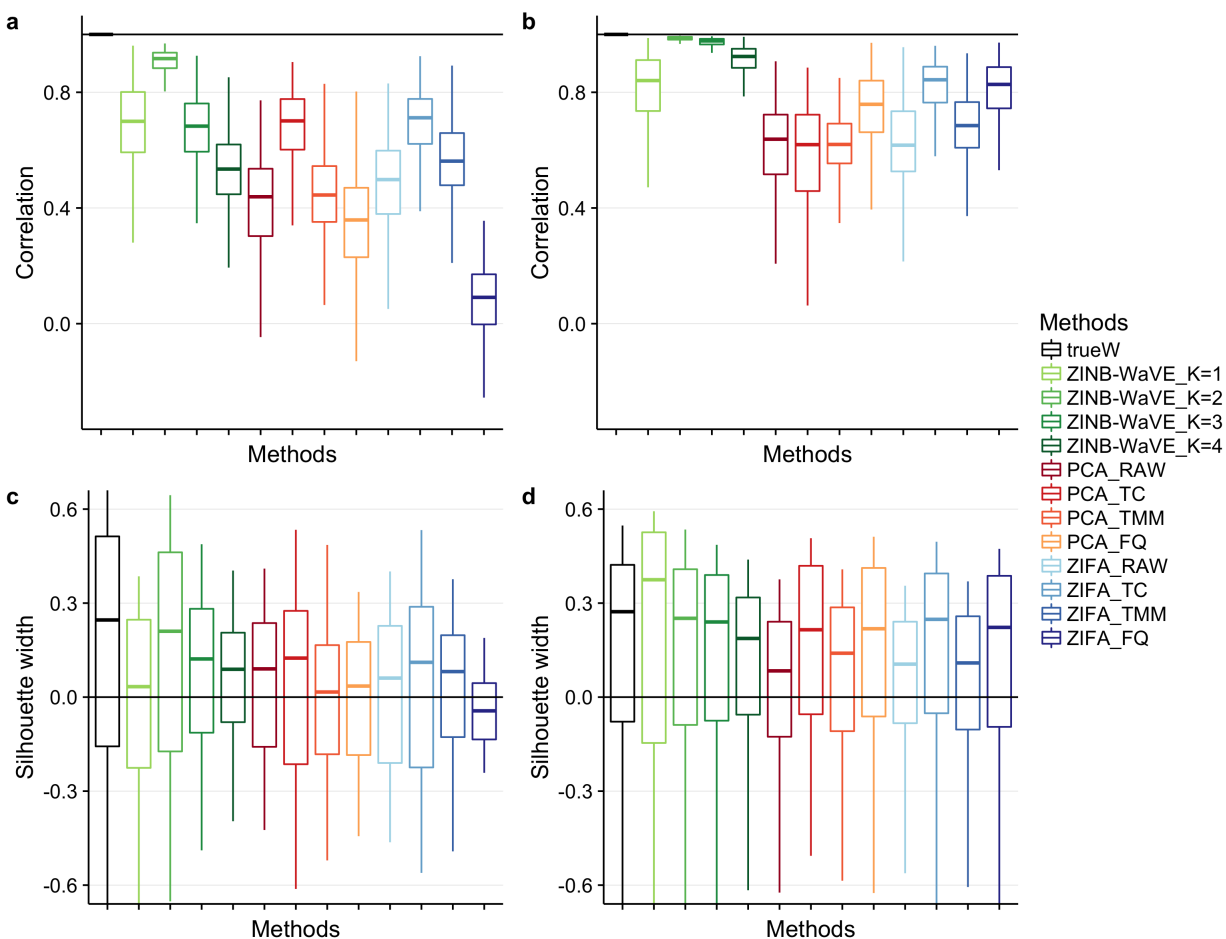 a
0.8
0.4
0.0
Correlation
Methods
b
0.8
0.4
0.0
Correlation
Methods
c
0.6
0.3
0.0
-0.3
-0.6
Silhouette width
Methods
d
0.6
0.3
0.0
-0.3
-0.6
Silhouette width
Methods
Methods
trueW
ZINB-WaVE_K=1
ZINB-WaVE_K=2
ZINB-WaVE_K=3
ZINB-WaVE_K=4
PCA_RAW
PCA_TC
PCA_TMM
PCA_FQ
ZIFA_RAW
ZIFA_TC
ZIFA_TMM
ZIFA_FQ